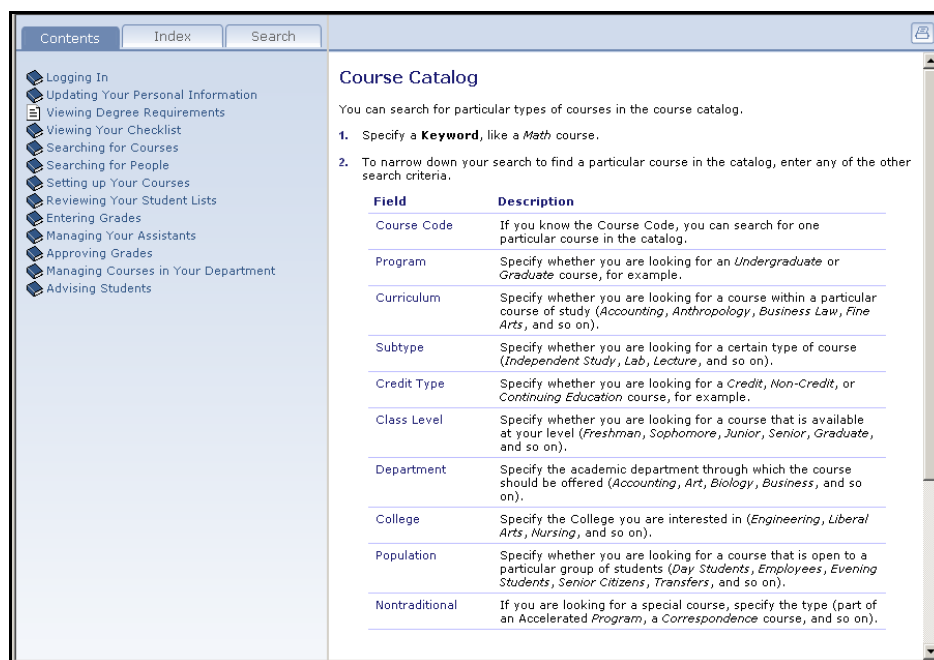 Contents
Index
Search
Logging In
Updating Your Personal Information
Viewing Degree Requirements
Viewing Your Checklist
Searching for Courses
Searching for People
Setting up Your Courses
Reviewing Your Student Lists
Entering Grades
Managing Your Assistants
Approving Grades
Managing Courses in Your Department
Advising Students
Course Catalog
You can search for particular types of courses in the course catalog.
1. Specify a Keyword, like a Math course.
2. To narrow down your search to find a particular course in the catalog, enter any of the other
search criteria.
Field Description
Course Code If you know the Course Code, you can search for one
particular course in the catalog.
Program Specify whether you are looking for an Undergraduate or
Graduate course, for example.
Curriculum Specify whether you are looking for a course within a particular
course of study (Accounting, Anthropology, Business Law, Fine
Arts, and so on).
Subtype Specify whether you are looking for a certain type of course
(Independent Study, Lab, Lecture, and so on).
Credit Type Specify whether you are looking for a Credit, Non-Credit, or
Continuing Education course, for example.
Class Level Specify whether you are looking for a course that is available
at your level (Freshman, Sophomore, Junior, Senior, Graduate,
and so on).
Department Specify the academic department through which the course
should be offered (Accounting, Art, Biology, Business, and so
on).
College Specify the College you are interested in (Engineering, Liberal
Arts, Nursing, and so on).
Population Specify whether you are looking for a course that is open to a
particular group of students (Day Students, Employees, Evening
Students, Senior Citizens, Transfers, and so on).
Nontraditional If you are looking for a special course, specify the type (part of
an Accelerated Program, a Correspondence course, and so on).